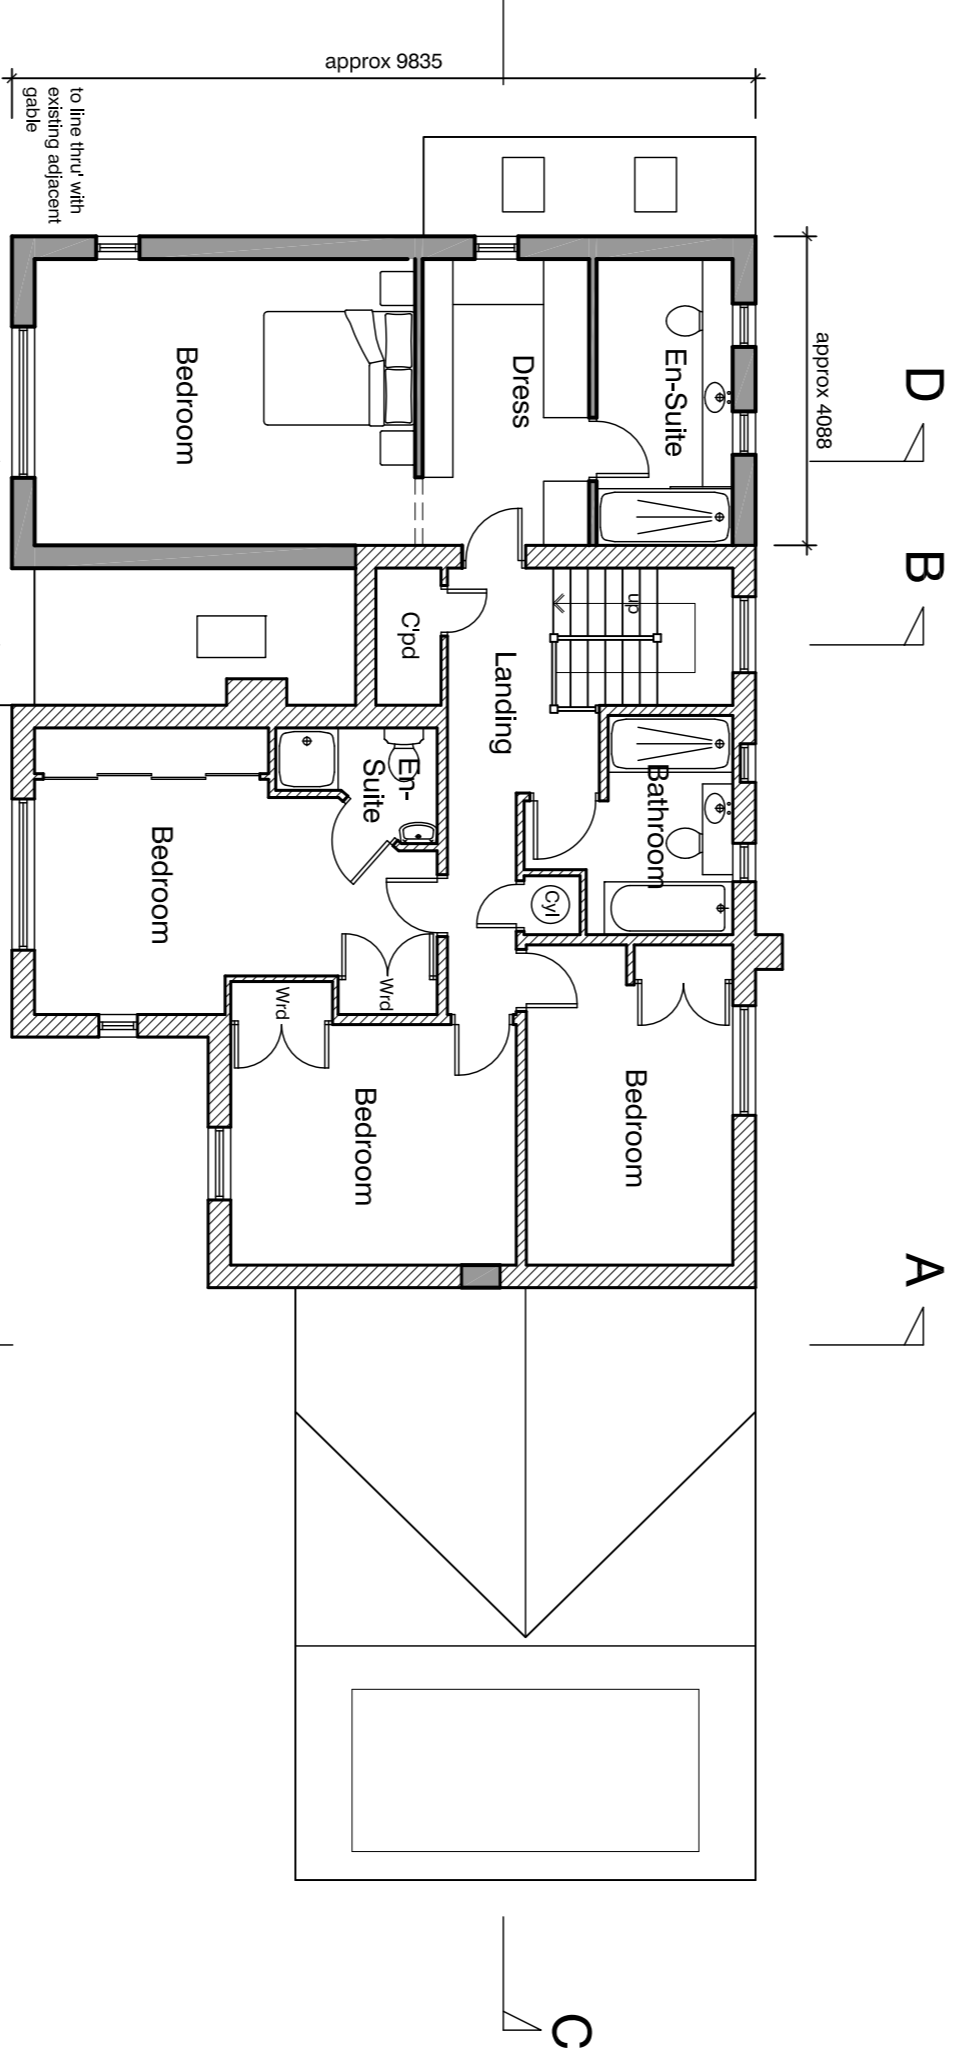 approx 9835
to line thru' with
existing adjacent
gable
approx 4088
D
B
A
C
En-Suite
Dress
Bedroom
up
C'pd
Landing
Bathroom
En-
Suite
Cyl
Bedroom
Wrd
Wrd
Bedroom
Bedroom